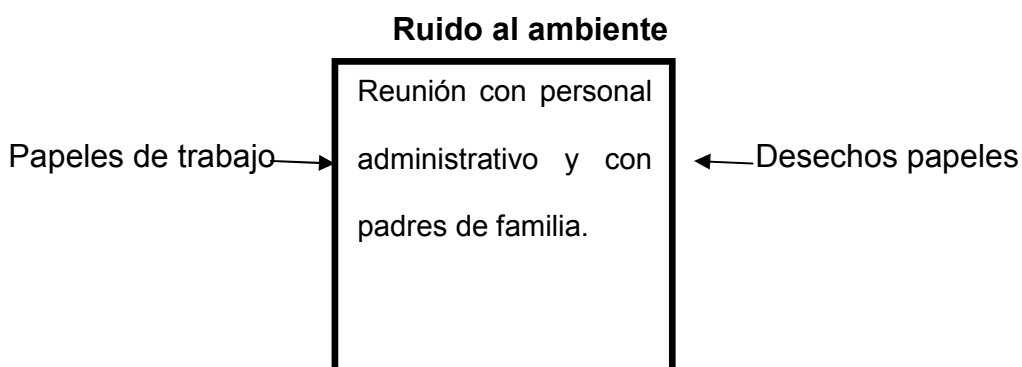 Ruido al ambiente
Reunión con personal
Papeles de trabajo administrativo y con Desechos papeles
padres de familia.